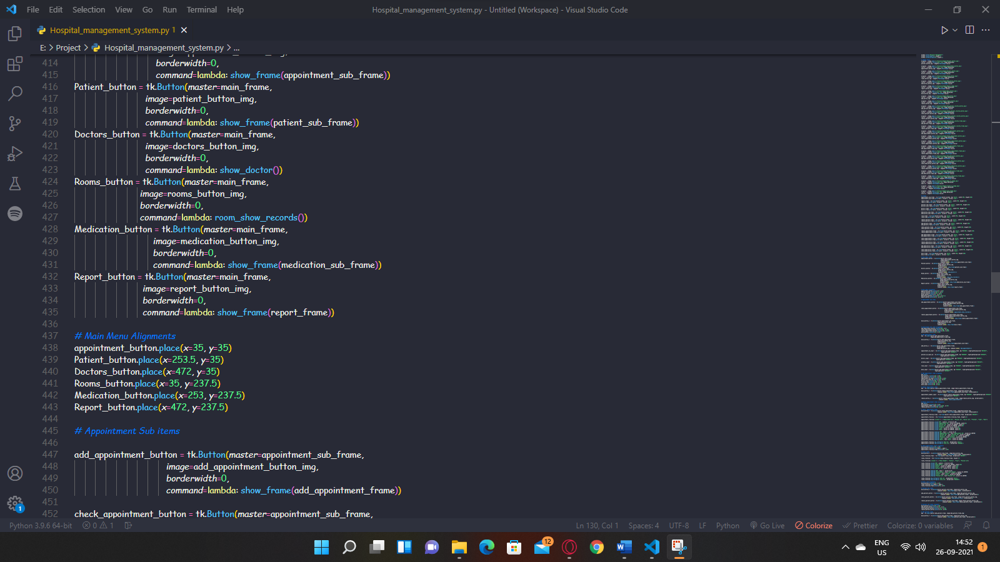 File Edit Selection View Go Run Terminal Help
Hospital_management_system.py - Untitled (Workspace) - Visual Studio Code
Hospital_management_system.py 1
E: > Project > Hospital_management_system.py > ...
414 borderwidth=0,
415 command=lambda: show_frame(appointment_sub_frame))
416 Patient_button = tk.Button(master=main_frame,
417 image=patient_button_img,
418 borderwidth=0,
419 command=lambda: show_frame(patient_sub_frame))
420 Doctors_button = tk.Button(master=main_frame,
421 image=doctors_button_img,
422 borderwidth=0,
423 command=lambda: show_doctor())
424 Rooms_button = tk.Button(master=main_frame,
425 image=rooms_button_img,
426 borderwidth=0,
427 command=lambda: room_show_records())
428 Medication_button = tk.Button(master=main_frame,
429 image=medication_button_img,
430 borderwidth=0,
431 command=lambda: show_frame(medication_sub_frame))
432 Report_button = tk.Button(master=main_frame,
433 image=report_button_img,
434 borderwidth=0,
435 command=lambda: show_frame(report_frame))
436
437 # Main Menu Alignments
438 appointment_button.place(x=35, y=35)
439 Patient_button.place(x=253.5, y=35)
440 Doctors_button.place(x=472, y=35)
441 Rooms_button.place(x=35, y=237.5)
442 Medication_button.place(x=253, y=237.5)
443 Report_button.place(x=472, y=237.5)
444
445 # Appointment Sub items
446
447 add_appointment_button = tk.Button(master=appointment_sub_frame,
448 image=add_appointment_button_img,
449 borderwidth=0,
450 command=lambda: show_frame(add_appointment_frame))
451
452 check_appointment_button = tk.Button(master=appointment_sub_frame,
1
Python 3.9.6 64-bit 0 1 Ln 130, Col 1 Spaces: 4 UTF-8 LF Python Go Live Colorize Prettier Colorize: 0 variables
12
ENG
US
14:52
26-09-2021
1